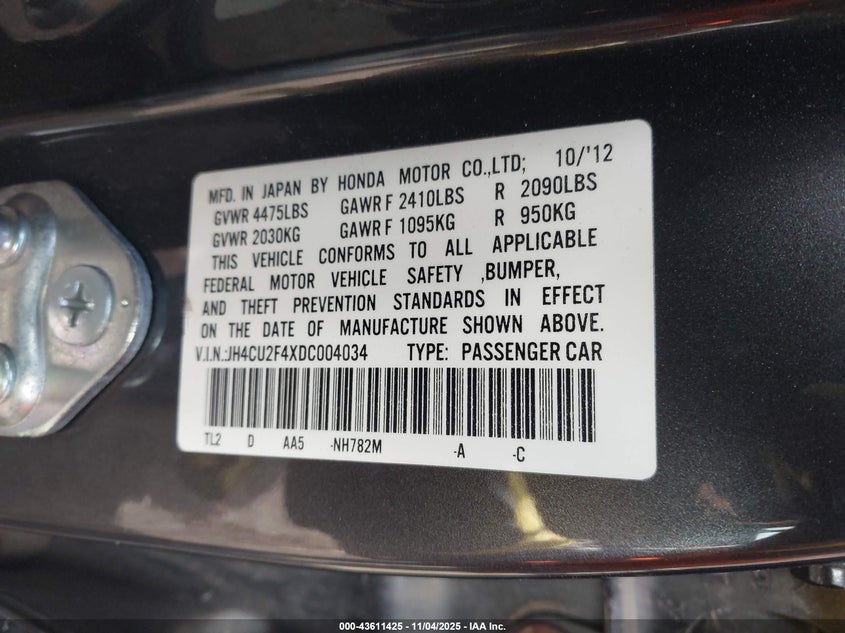 MFD. IN JAPAN BY HONDA MOTOR CO.,LTD; 10/'12
GVWR 4475LBS GAWR F 2410LBS R 2090LBS
GVWR 2030KG GAWR F 1095KG R 950KG
THIS VEHICLE CONFORMS TO ALL APPLICABLE
FEDERAL MOTOR VEHICLE SAFETY ,BUMPER,
AND THEFT PREVENTION STANDARDS IN EFFECT
ON THE DATE OF MANUFACTURE SHOWN ABOVE.
V.I.N.:JH4CU2F4XDC004034 TYPE: PASSENGER CAR
TL2 D AA5 -NH782M -A -C
000-43611425 - 11/04/2025 - IAA Inc.